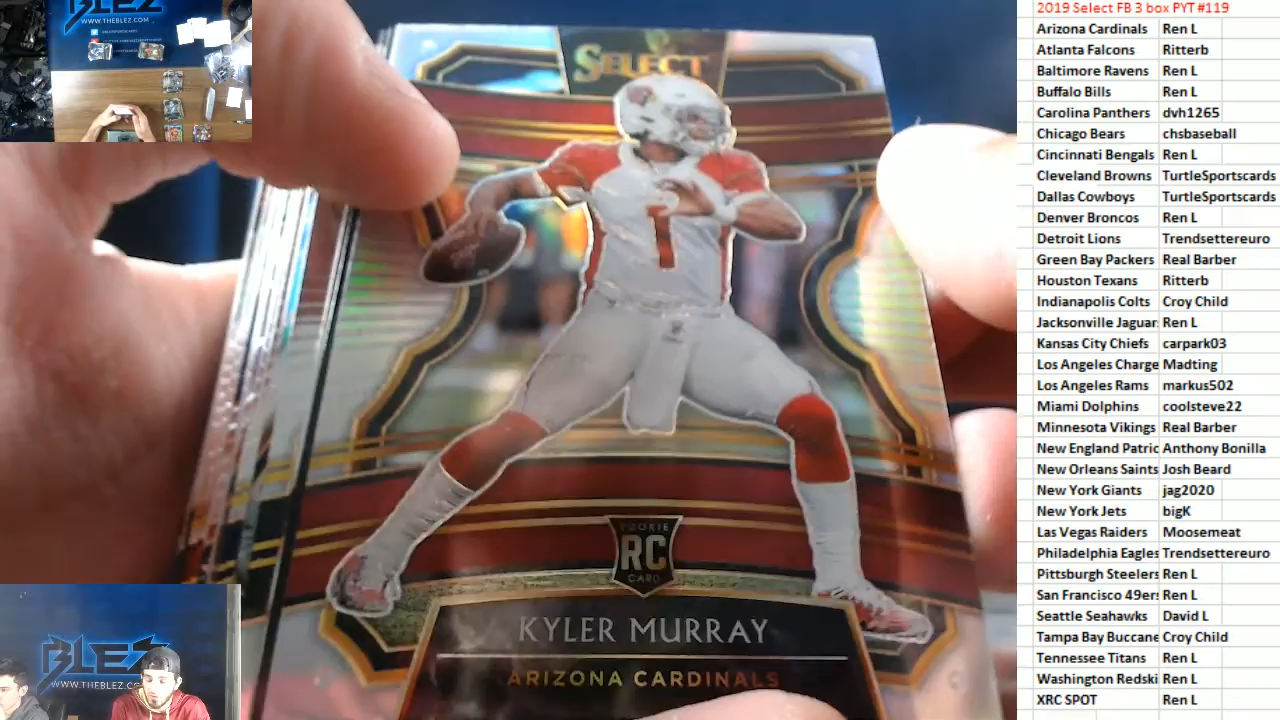 BLEZ
WWW.THEBLEZ.COM
SELECT
1
ROOKIE
RC
CARD
KYLER MURRAY
ARIZONA CARDINALS
BLEZ
WWW.THEBLEZ.COM
2019 Select FB 3 box PYT #119
Arizona Cardinals Ren L
Atlanta Falcons Ritterb
Baltimore Ravens Ren L
Buffalo Bills Ren L
Carolina Panthers dvh1265
Chicago Bears chsbaseball
Cincinnati Bengals Ren L
Cleveland Browns TurtleSportscards
Dallas Cowboys TurtleSportscards
Denver Broncos Ren L
Detroit Lions Trendsettereuro
Green Bay Packers Real Barber
Houston Texans Ritterb
Indianapolis Colts Croy Child
Jacksonville Jaguar Ren L
Kansas City Chiefs carpark03
Los Angeles Charge Madting
Los Angeles Rams markus502
Miami Dolphins coolsteve22
Minnesota Vikings Real Barber
New England Patric Anthony Bonilla
New Orleans Saints Josh Beard
New York Giants jag2020
New York Jets bigK
Las Vegas Raiders Moosemeat
Philadelphia Eagles Trendsettereuro
Pittsburgh Steelers Ren L
San Francisco 49ers Ren L
Seattle Seahawks David L
Tampa Bay Buccane Croy Child
Tennessee Titans Ren L
Washington Redski Ren L
XRC SPOT Ren L